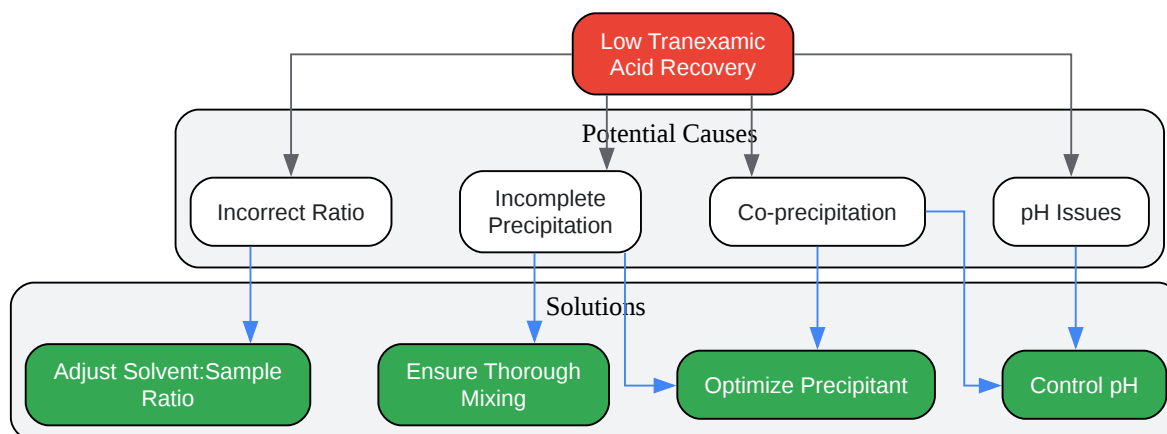 Low Tranexamic
Acid Recovery
Potential Causes
Incorrect Ratio
Incomplete
Precipitation
Co-precipitation
pH Issues
Solutions
Adjust Solvent:Sample
Ratio
Ensure Thorough
Mixing
Optimize Precipitant
Control pH